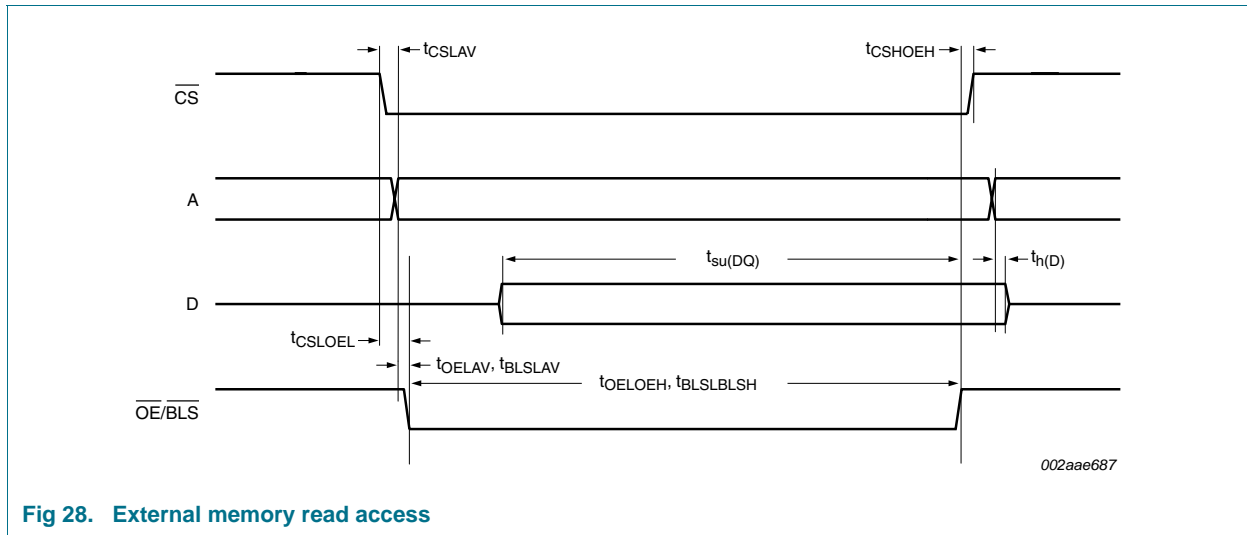 tCSLAV
tCSHOEH
CS
A
tsu(DQ)
th(D)
D
tCSLOEL
tOELAV, tBLSLAV
tOELOEH, tBLSLBLSH
OE/BLS
002aae687
Fig 28. External memory read access